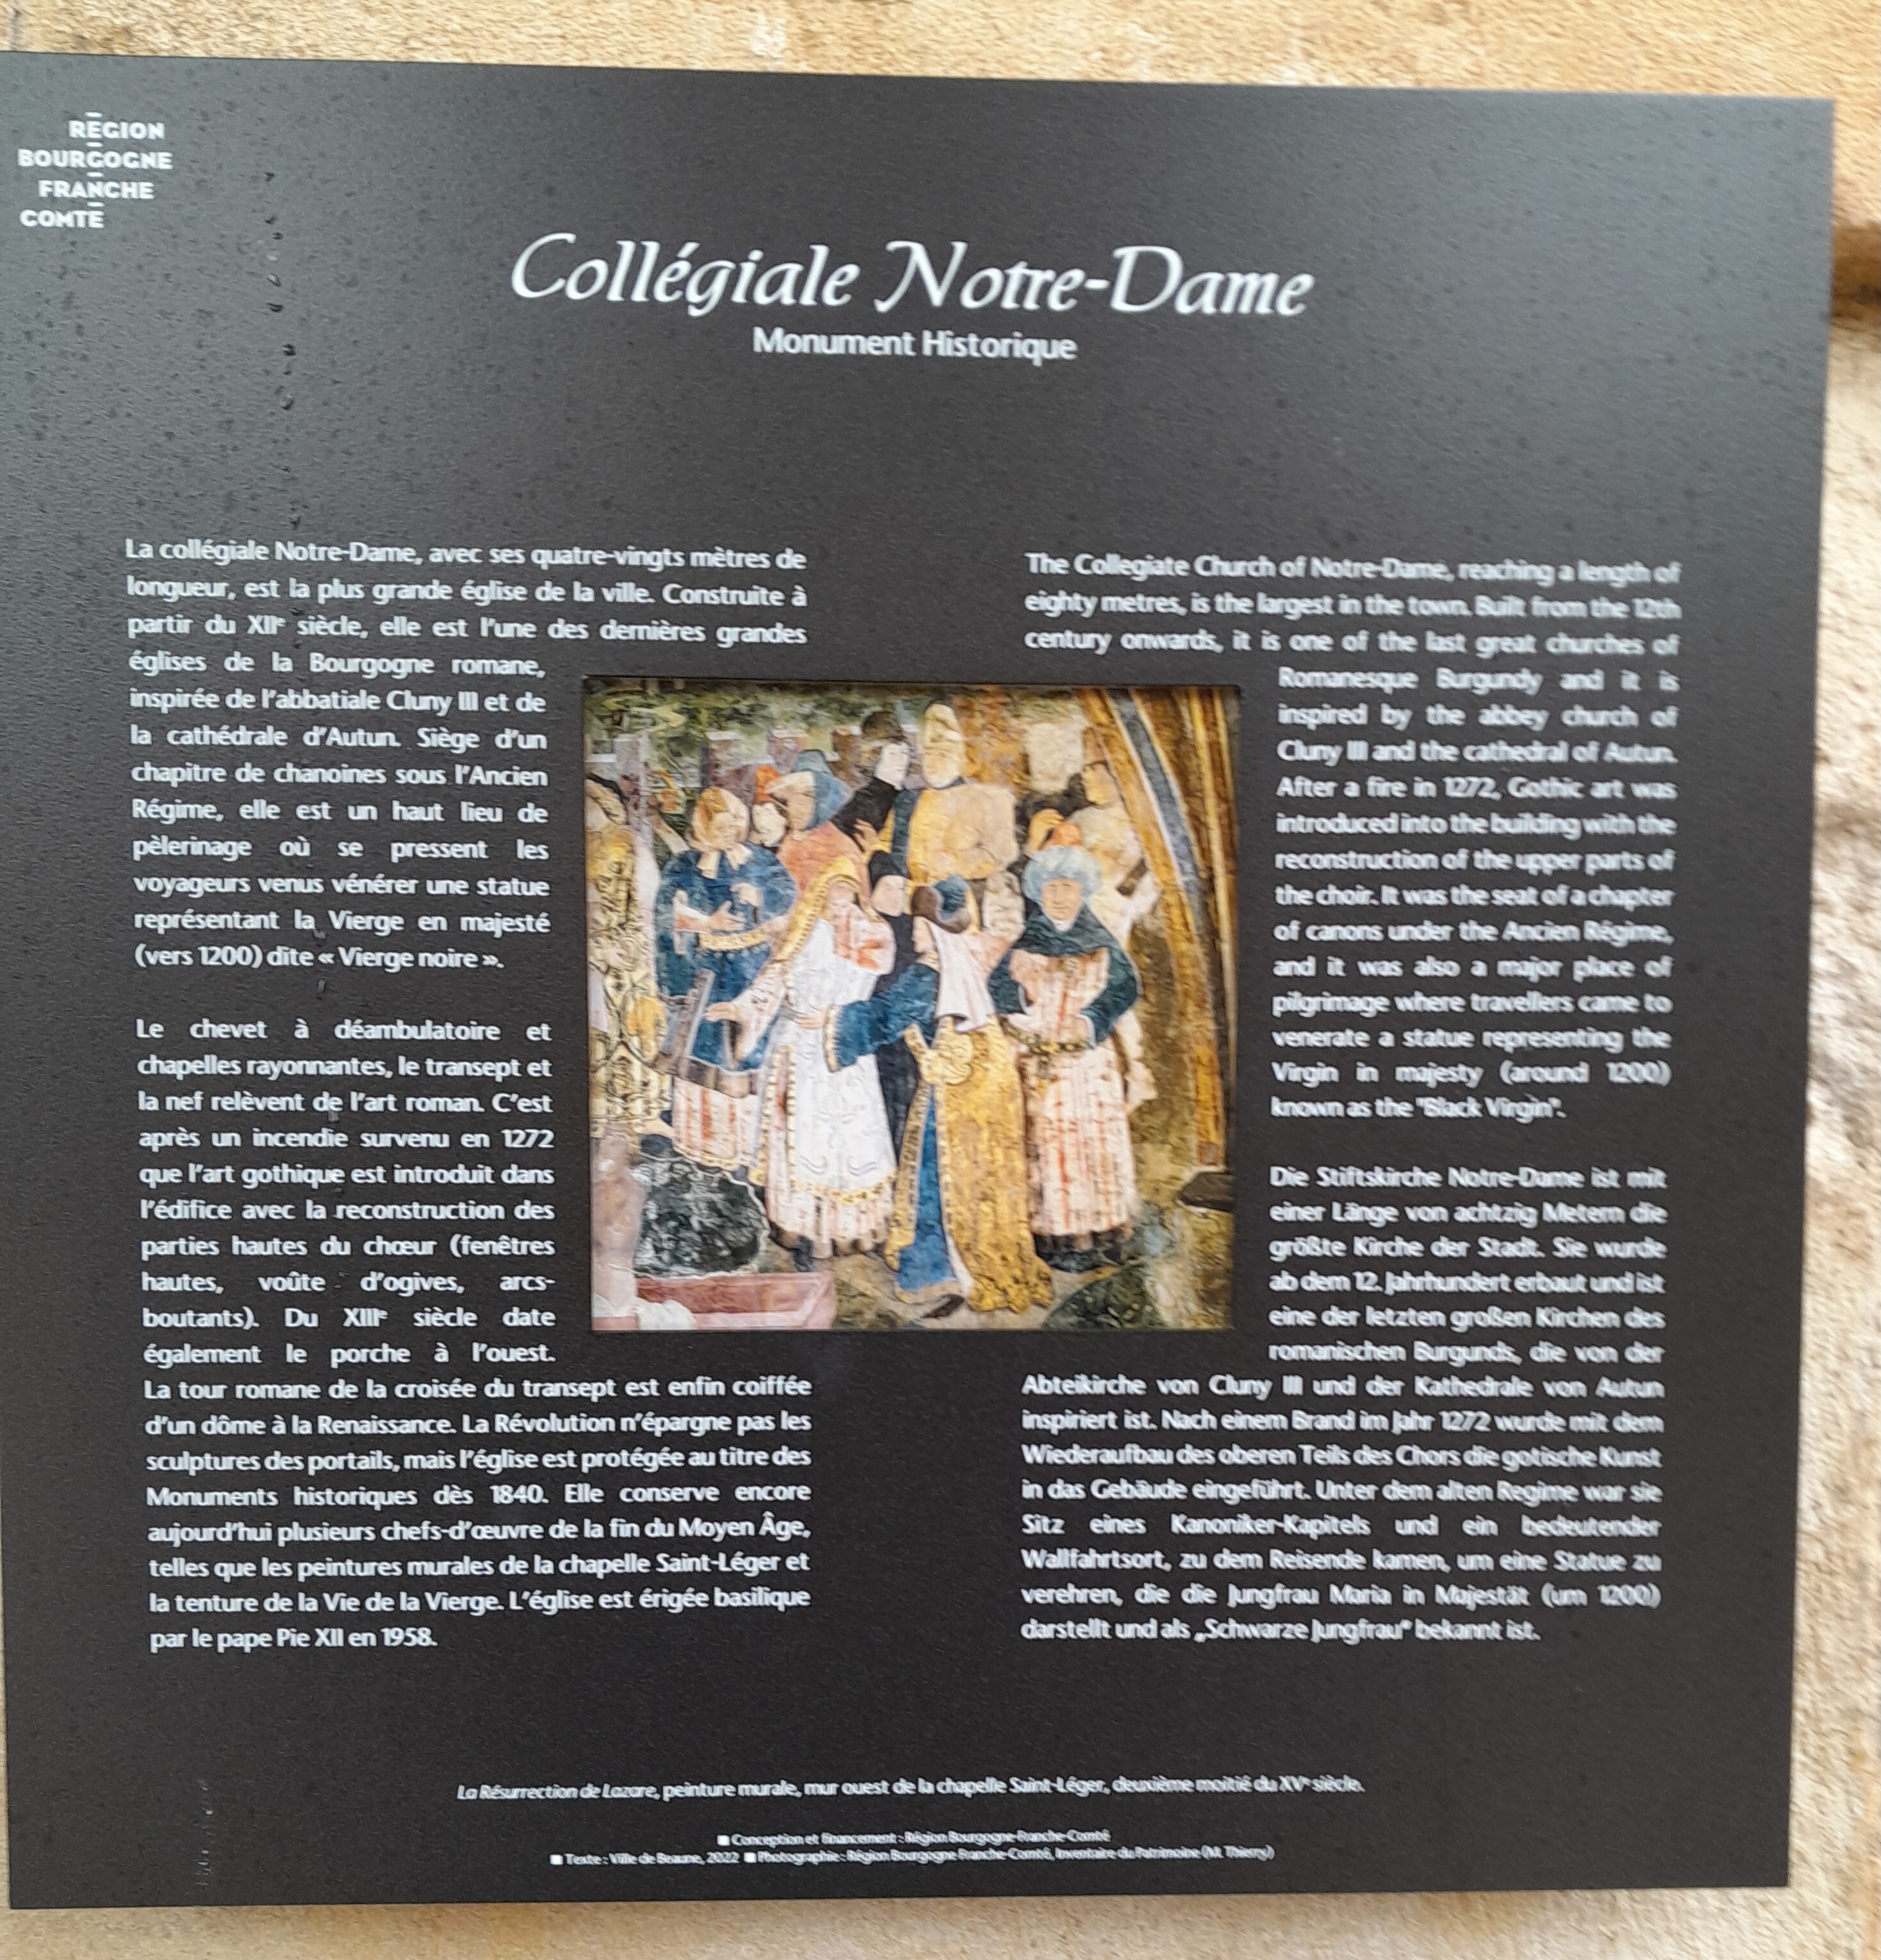 RÉGION
BOURGOGNE
FRANCHE
COMTÉ
Collégiale Notre-Dame
Monument Historique
La collégiale Notre-Dame, avec ses quatre-vingts mètres de
longueur, est la plus grande église de la ville. Construite à
partir du XIIᵉ siècle, elle est l'une des dernières grandes
églises de la Bourgogne romane,
inspirée de l'abbatiale Cluny III et de
la cathédrale d'Autun. Siège d'un
chapitre de chanoines sous l'Ancien
Régime, elle est un haut lieu de
pèlerinage où se pressent les
voyageurs venus vénérer une statue
représentant la Vierge en majesté
(vers 1200) dite « Vierge noire ».
Le chevet à déambulatoire et
chapelles rayonnantes, le transept et
la nef relèvent de l'art roman. C'est
après un incendie survenu en 1272
que l'art gothique est introduit dans
l'édifice avec la reconstruction des
parties hautes du chœur (fenêtres
hautes, voûte d'ogives, arcs-
boutants). Du XIIIᵉ siècle date
également le porche à l'ouest.
La tour romane de la croisée du transept est enfin coiffée
d'un dôme à la Renaissance. La Révolution n'épargne pas les
sculptures des portails, mais l'église est protégée au titre des
Monuments historiques dès 1840. Elle conserve encore
aujourd'hui plusieurs chefs-d'œuvre de la fin du Moyen Âge,
telles que les peintures murales de la chapelle Saint-Léger et
la tenture de la Vie de la Vierge. L'église est érigée basilique
par le pape Pie XII en 1958.
The Collegiate Church of Notre-Dame, reaching a length of
eighty metres, is the largest in the town. Built from the 12th
century onwards, it is one of the last great churches of
Romanesque Burgundy and it is
inspired by the abbey church of
Cluny III and the cathedral of Autun.
After a fire in 1272, Gothic art was
introduced into the building with the
reconstruction of the upper parts of
the choir. It was the seat of a chapter
of canons under the Ancien Régime,
and it was also a major place of
pilgrimage where travellers came to
venerate a statue representing the
Virgin in majesty (around 1200)
known as the "Black Virgin".
Die Stiftskirche Notre-Dame ist mit
einer Länge von achtzig Metern die
größte Kirche der Stadt. Sie wurde
ab dem 12. Jahrhundert erbaut und ist
eine der letzten großen Kirchen des
romanischen Burgunds, die von der
Abteikirche von Cluny III und der Kathedrale von Autun
inspiriert ist. Nach einem Brand im Jahr 1272 wurde mit dem
Wiederaufbau des oberen Teils des Chors die gotische Kunst
in das Gebäude eingeführt. Unter dem alten Regime war sie
Sitz eines Kanoniker-Kapitels und ein bedeutender
Wallfahrtsort, zu dem Reisende kamen, um eine Statue zu
verehren, die die Jungfrau Maria in Majestät (um 1200)
darstellt und als „Schwarze Jungfrau" bekannt ist.
La Résurrection de Lazare, peinture murale, mur ouest de la chapelle Saint-Léger, deuxième moitié du XVᵉ siècle.
■ Conception et financement : Région Bourgogne-Franche-Comté
■ Texte : Ville de Beaune, 2022 ■ Photographie : Région Bourgogne-Franche-Comté, Inventaire du Patrimoine (M. Thierry)